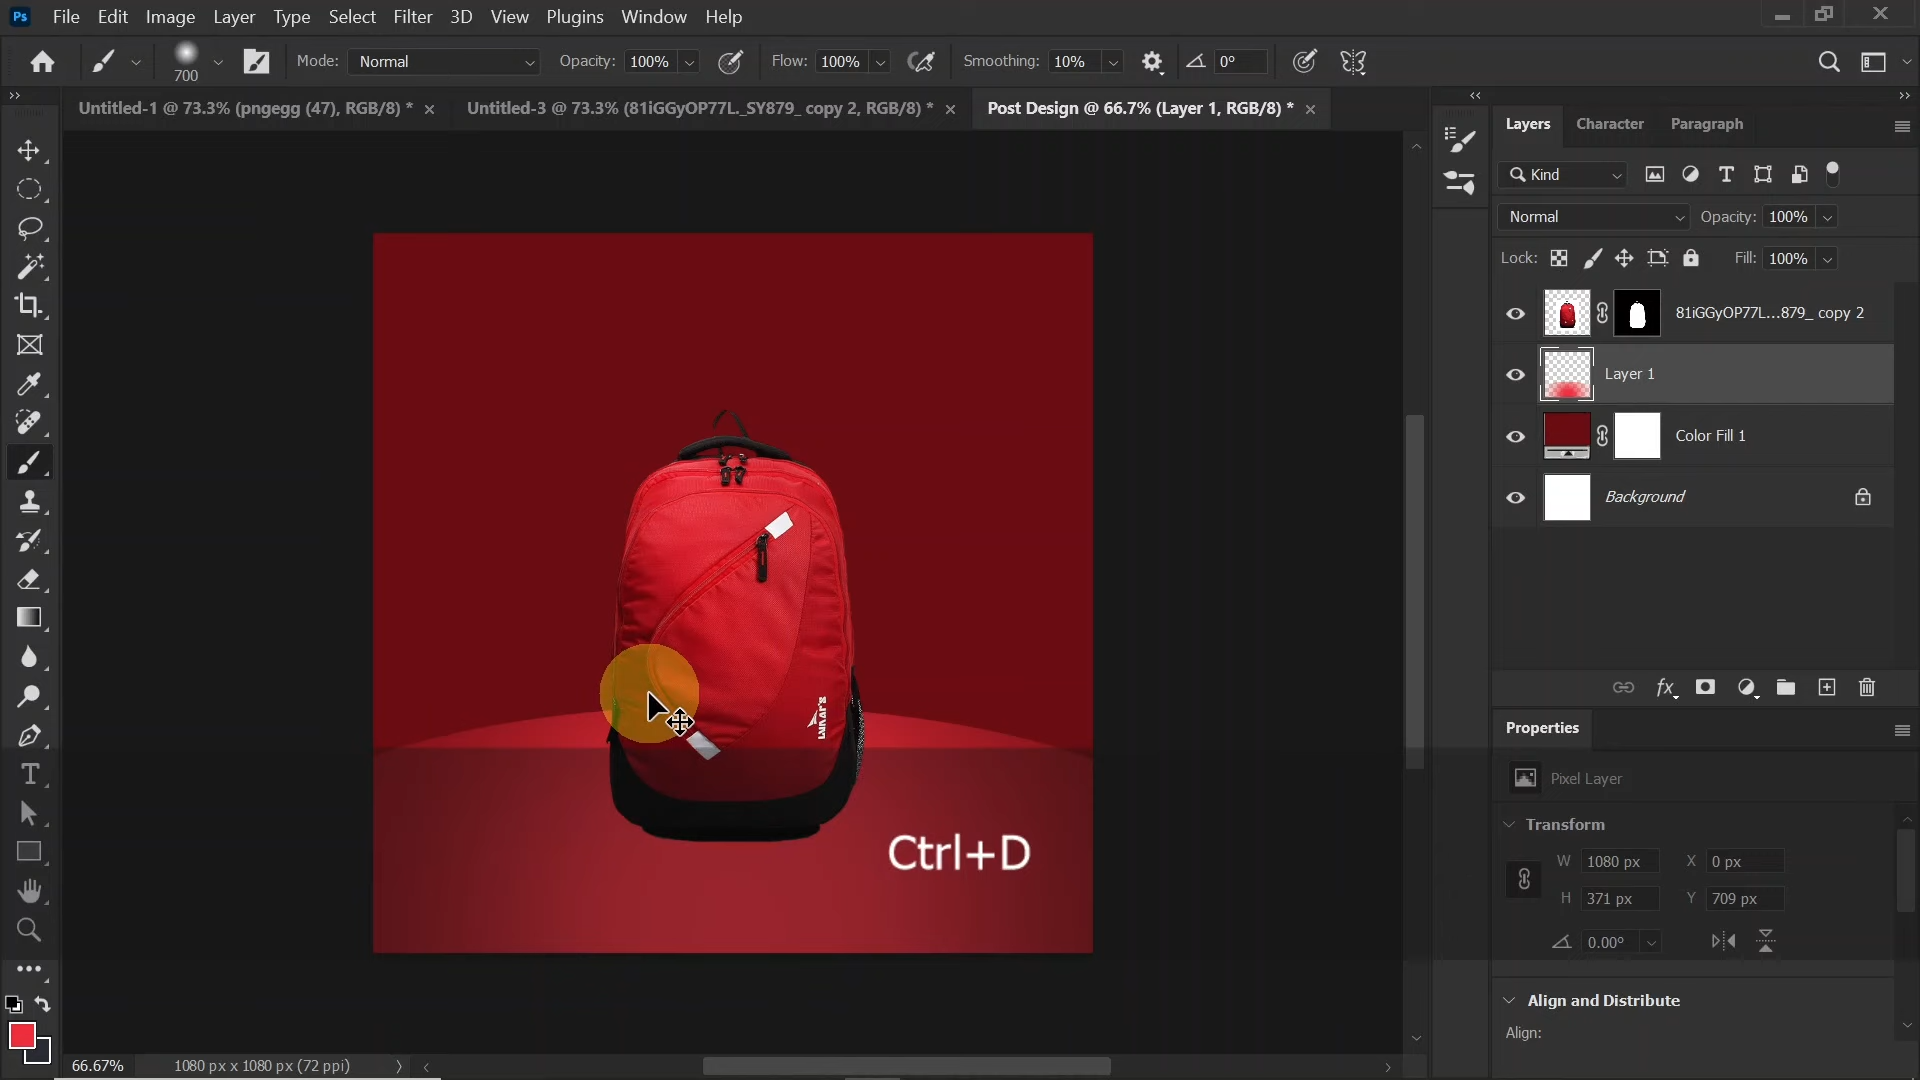 Ps File Edit Image Layer Type Select Filter 3D View Plugins Window Help
700 Mode: Normal Opacity: 100% Flow: 100% Smoothing: 10% 0°
Untitled-1 @ 73.3% (pngegg (47), RGB/8) * × Untitled-3 @ 73.3% (81iGGyOP77L._SY879_ copy 2, RGB/8) * × Post Design @ 66.7% (Layer 1, RGB/8) * ×
Layers Character Paragraph
Kind
Normal Opacity: 100%
Lock: Fill: 100%
81iGGyOP77L...879_ copy 2
Layer 1
Color Fill 1
Background
fx
LUNAR'S
Ctrl+D
Properties
Pixel Layer
Transform
W 1080 px X 0 px
H 371 px Y 709 px
0.00°
Align and Distribute
Align:
66.67% 1080 px x 1080 px (72 ppi)